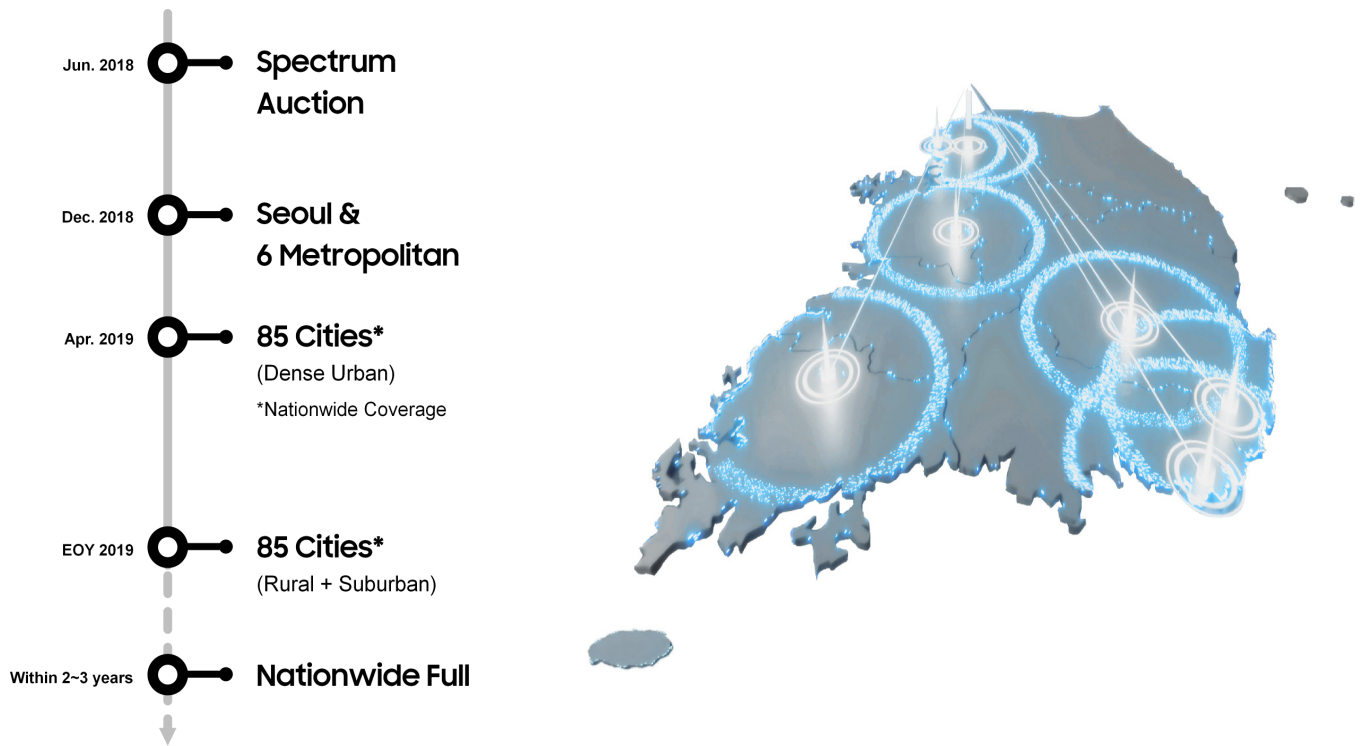 Jun. 2018
Spectrum
Auction
Dec. 2018
Seoul &
6 Metropolitan
Apr. 2019
85 Cities*
(Dense Urban)
*Nationwide Coverage
EOY 2019
85 Cities*
(Rural + Suburban)
Within 2~3 years
Nationwide Full